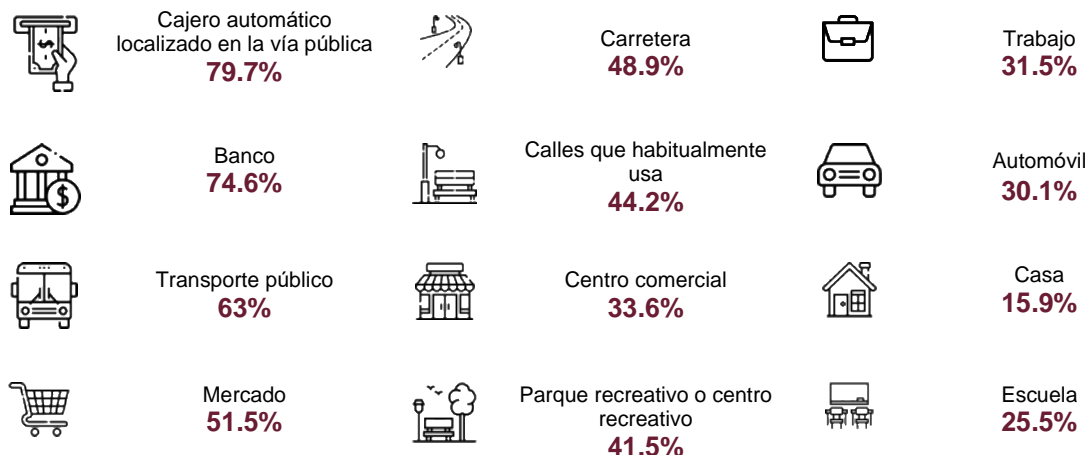 Cajero automático
localizado en la vía pública
79.7%
Carretera
48.9%
Trabajo
31.5%
Banco
74.6%
Calles que habitualmente
usa
44.2%
Automóvil
30.1%
Transporte público
63%
Centro comercial
33.6%
Casa
15.9%
Mercado
51.5%
Parque recreativo o centro
recreativo
41.5%
Escuela
25.5%